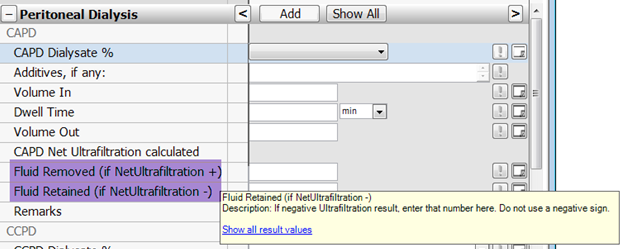 − Peritoneal Dialysis < Add Show All >
CAPD
CAPD Dialysate %
Additives, if any:
Volume In
Dwell Time min
Volume Out
CAPD Net Ultrafiltration calculated
Fluid Removed (if NetUltrafiltration +)
Fluid Retained (if NetUltrafiltration -)
Fluid Retained (if NetUltrafiltration -)
Description: If negative Ultrafiltration result, enter that number here. Do not use a negative sign.
Show all result values
Remarks
CCPD